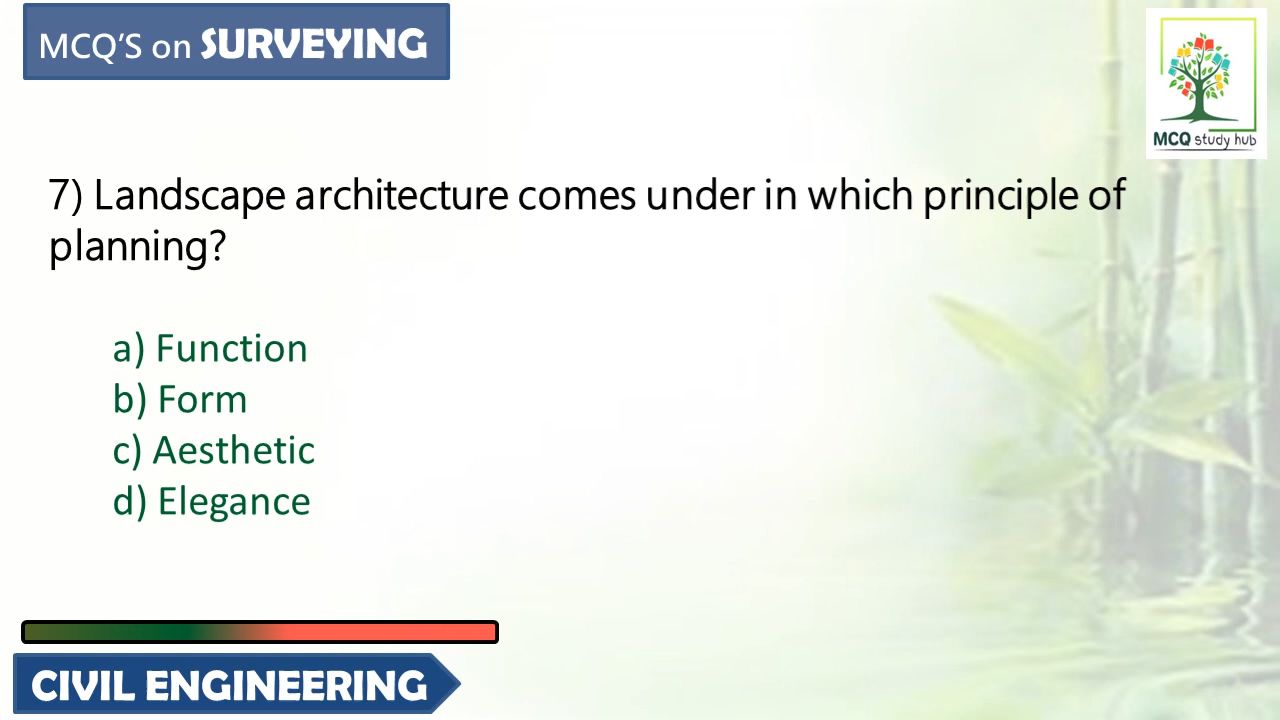 MCQ'S on SURVEYING
MCQ study hub
7) Landscape architecture comes under in which principle of
planning?
a) Function
b) Form
c) Aesthetic
d) Elegance
CIVIL ENGINEERING